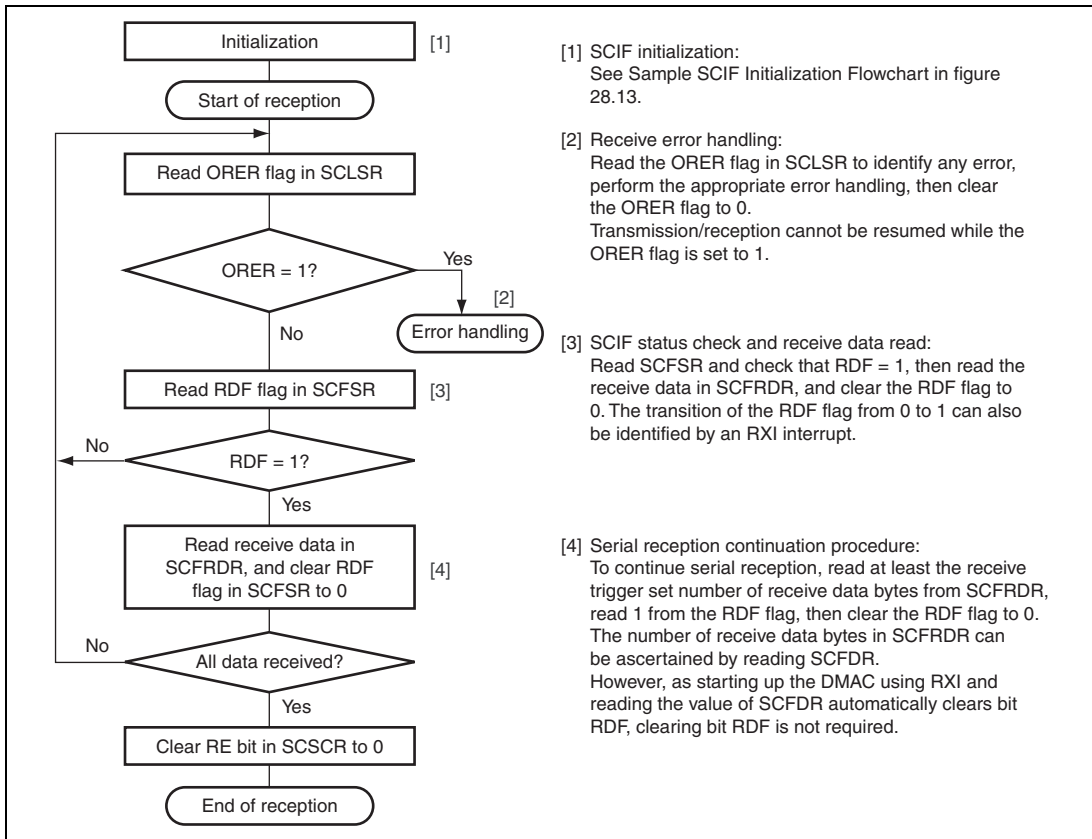 Initialization
[1]
Start of reception
Read ORER flag in SCLSR
ORER = 1?
Yes
[2]
Error handling
No
Read RDF flag in SCFSR
[3]
No
RDF = 1?
Yes
Read receive data in
SCFRDR, and clear RDF
flag in SCFSR to 0
[4]
No
All data received?
Yes
Clear RE bit in SCSCR to 0
End of reception
[1] SCIF initialization:
See Sample SCIF Initialization Flowchart in figure
28.13.
[2] Receive error handling:
Read the ORER flag in SCLSR to identify any error,
perform the appropriate error handling, then clear
the ORER flag to 0.
Transmission/reception cannot be resumed while the
ORER flag is set to 1.
[3] SCIF status check and receive data read:
Read SCFSR and check that RDF = 1, then read the
receive data in SCFRDR, and clear the RDF flag to
0. The transition of the RDF flag from 0 to 1 can also
be identified by an RXI interrupt.
[4] Serial reception continuation procedure:
To continue serial reception, read at least the receive
trigger set number of receive data bytes from SCFRDR,
read 1 from the RDF flag, then clear the RDF flag to 0.
The number of receive data bytes in SCFRDR can
be ascertained by reading SCFDR.
However, as starting up the DMAC using RXI and
reading the value of SCFDR automatically clears bit
RDF, clearing bit RDF is not required.